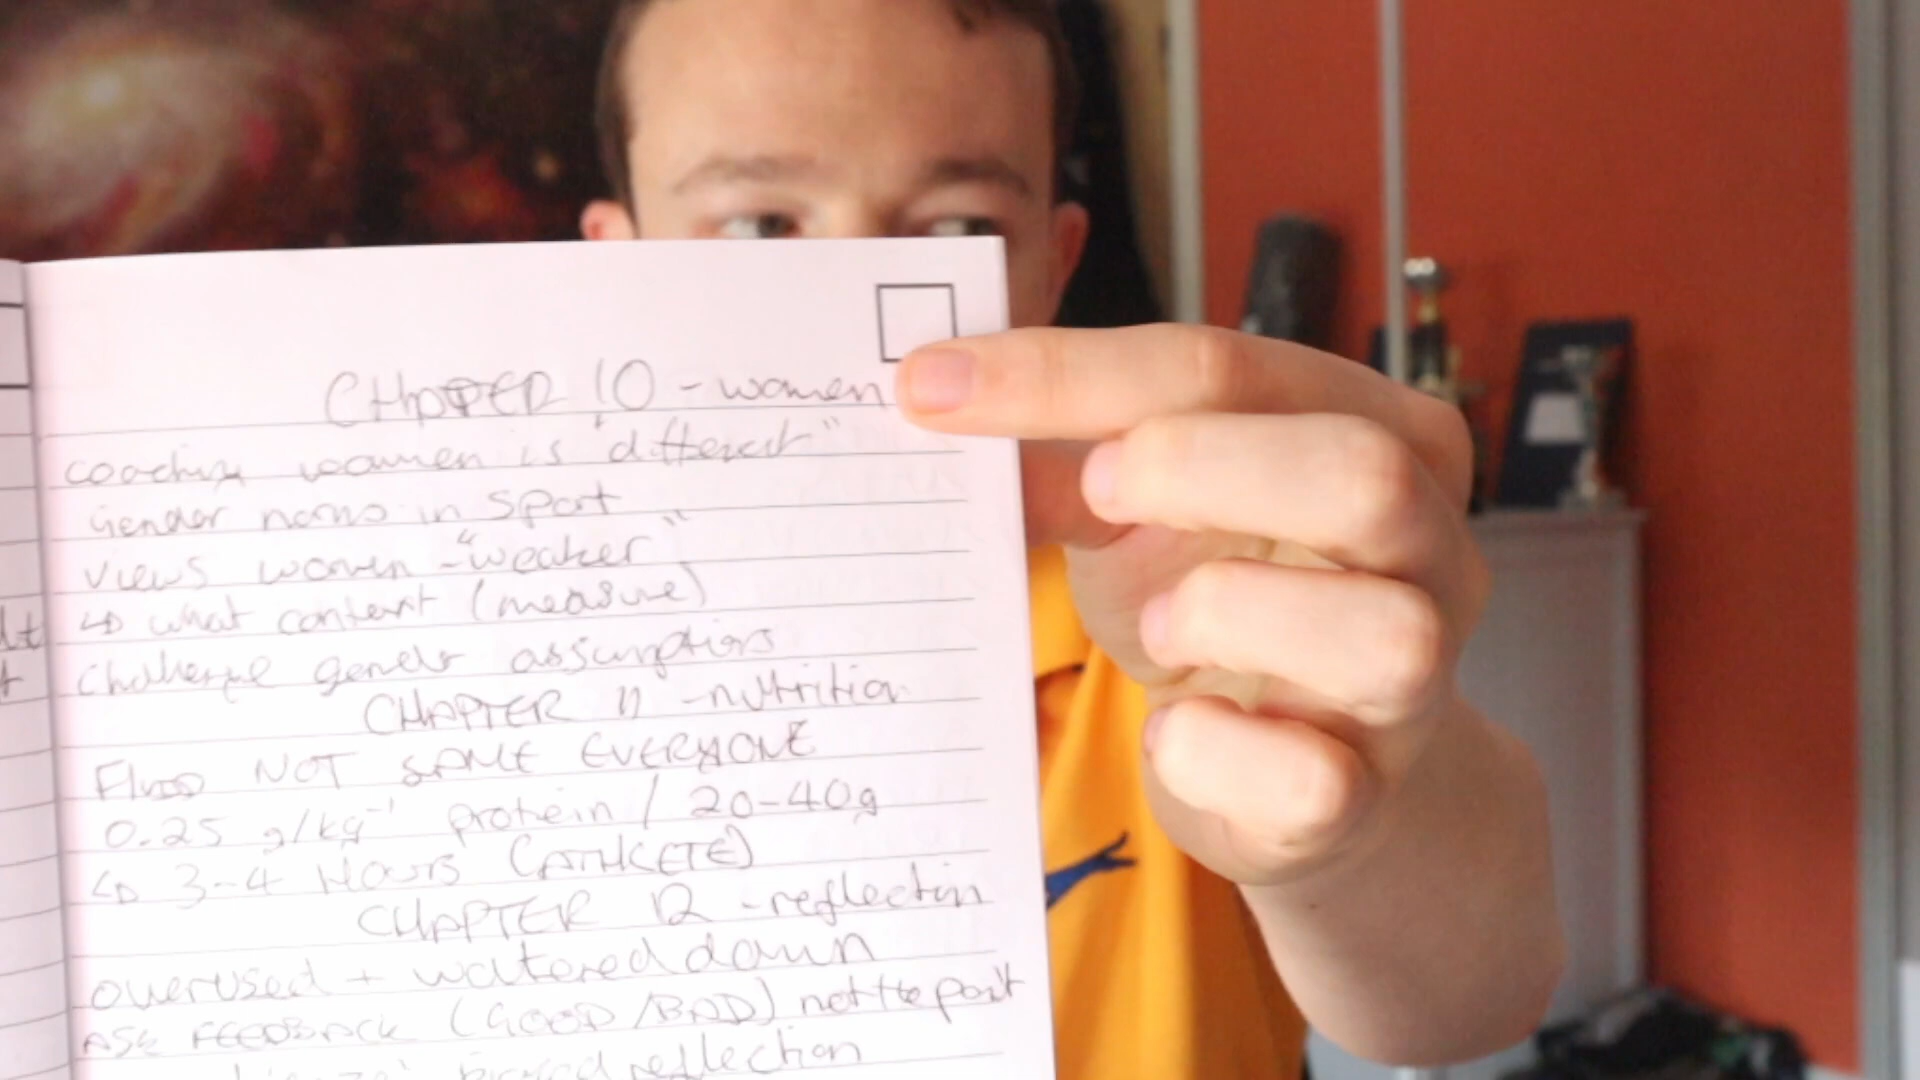 CHAPTER 10 - women
coaching women is "different"
Gender norms in sport
views women - "weaker"
↳ what content (measure)
Challenge gender assumptions
CHAPTER 11 - nutrition
FLUID NOT SAME EVERYONE
0.25 g/kg⁻¹ protein / 20-40g
↳ 3-4 Hours (ATHLETE)
CHAPTER 12 - reflection
overused + watered down
ASK FEEDBACK (GOOD/BAD) not the point
reflection